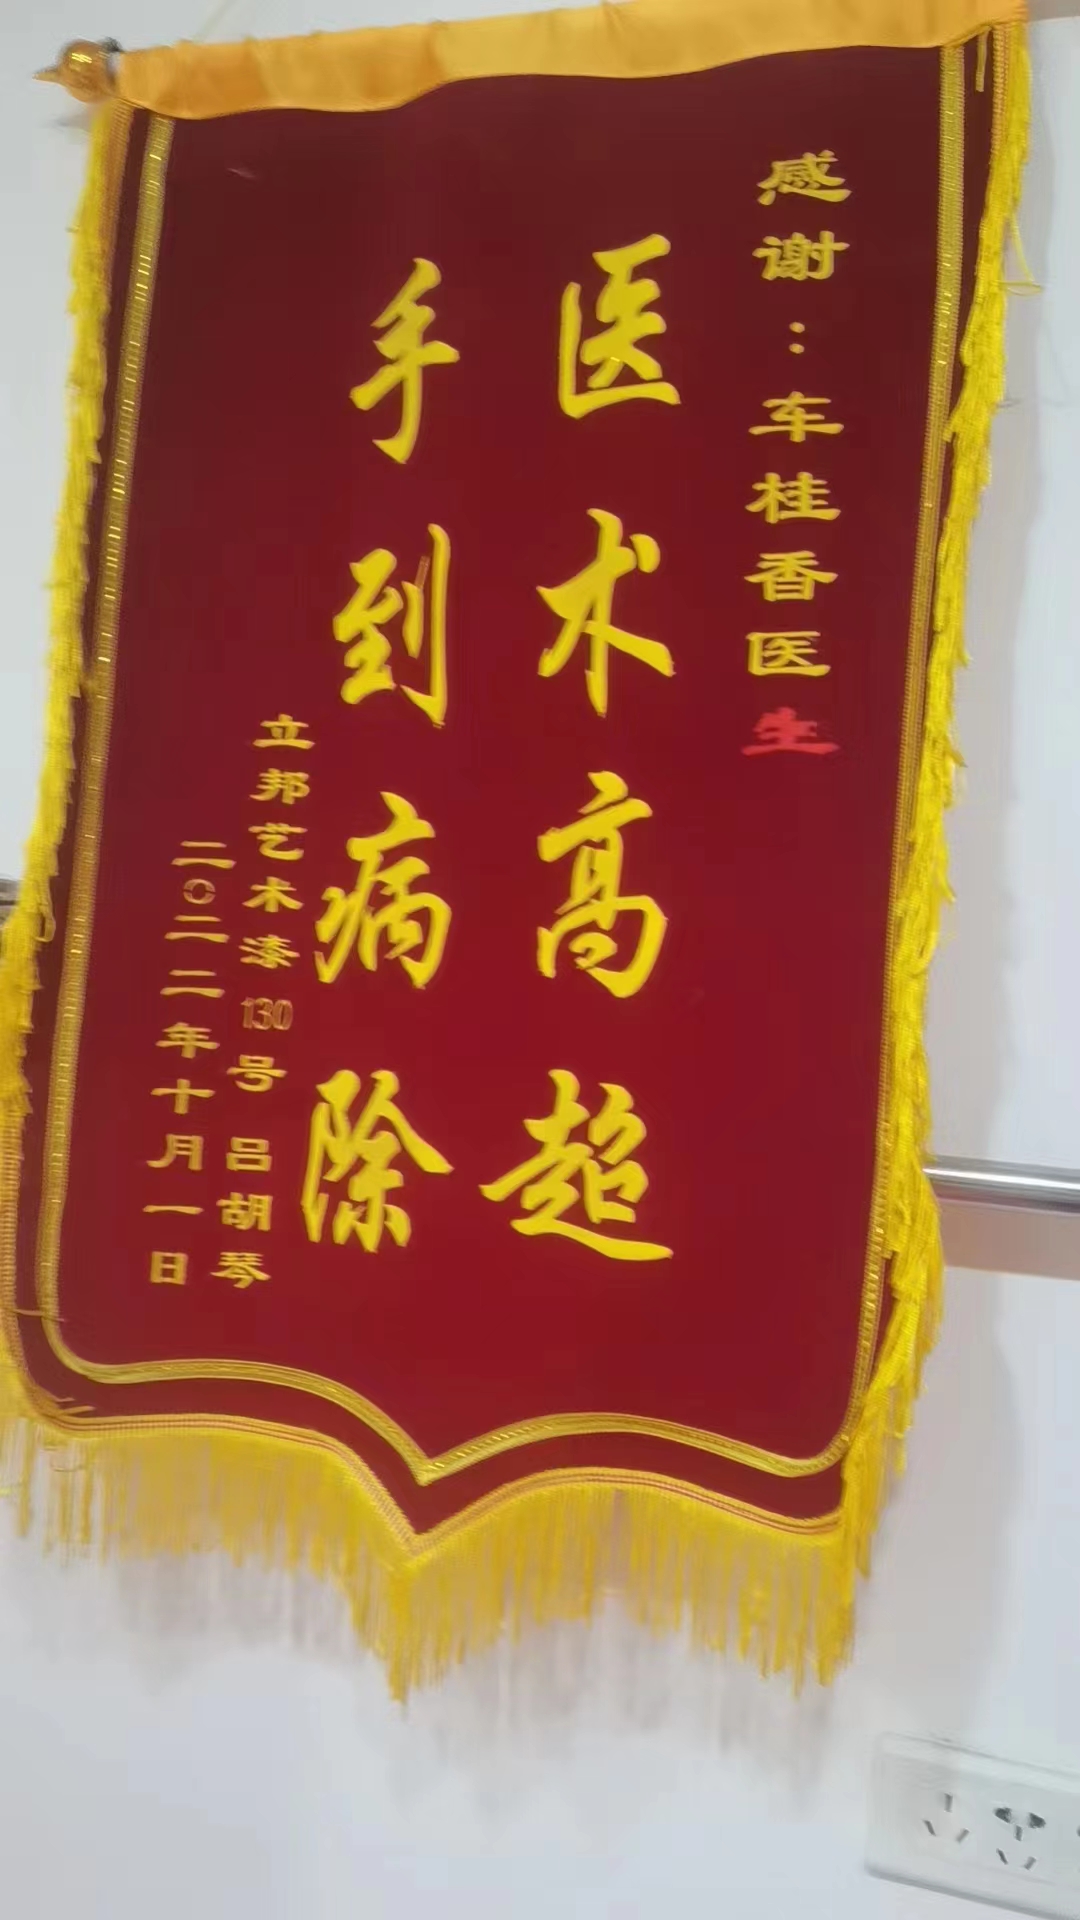 感谢：车桂香医生
医术高超
手到病除
立邦艺术漆130号 吕胡琴
二〇二二年十月一日